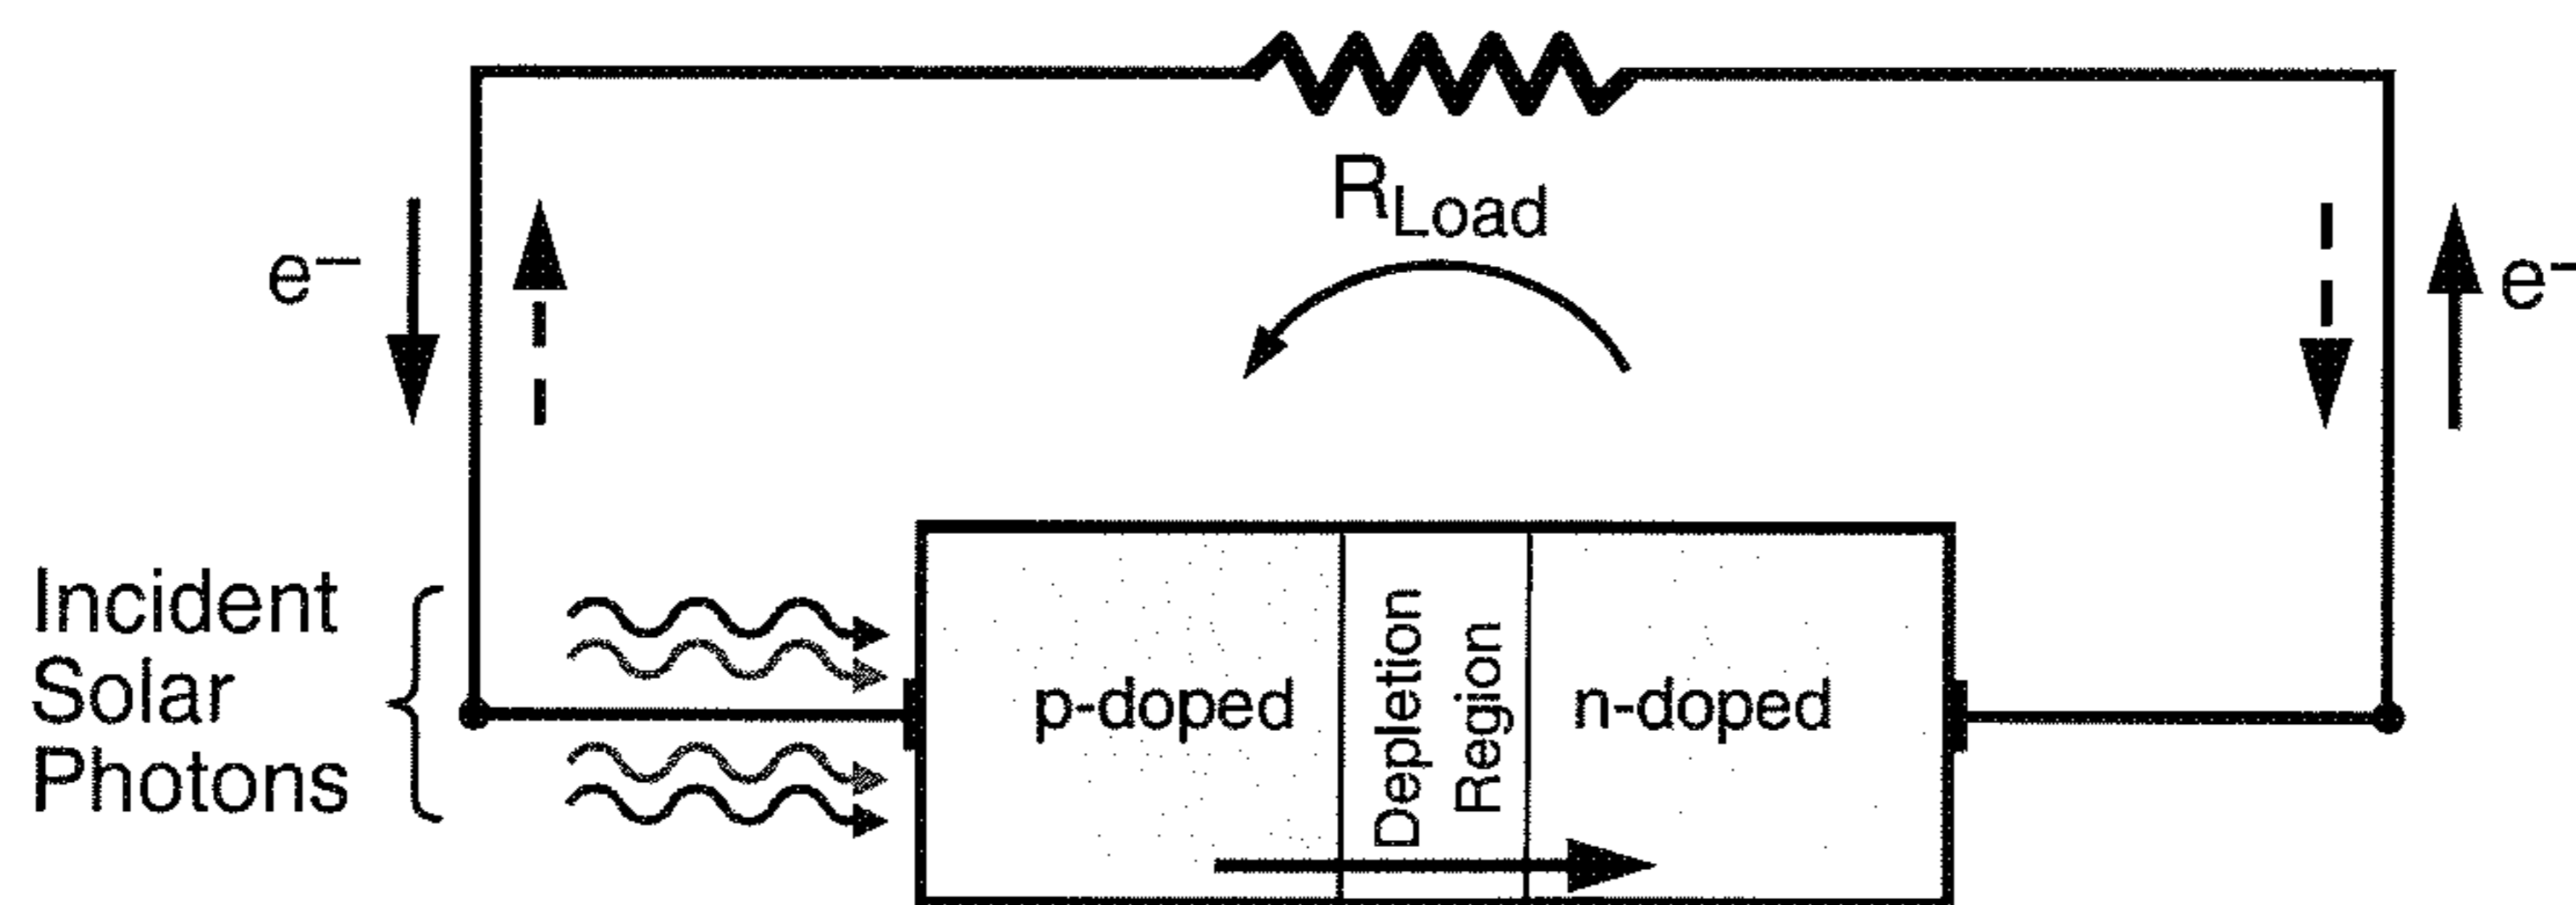 R_Load
e⁻
e⁻
Incident
Solar
Photons
p-doped
Depletion
Region
n-doped